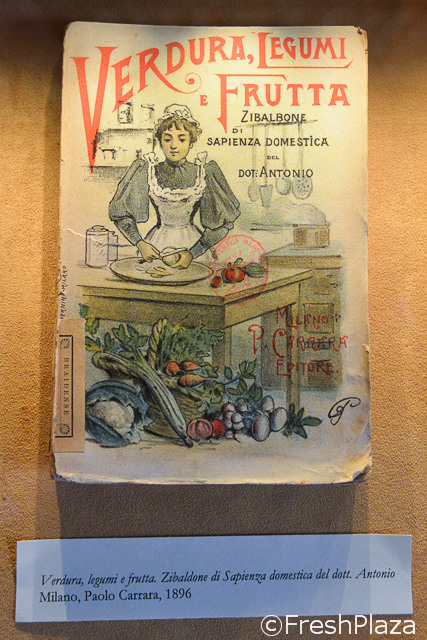 VERDURA, LEGUMI
E FRUTTA
ZIBALBONE
DI
SAPIENZA DOMESTICA
DEL
DOT: ANTONIO
MILANO
P. CARRARA
EDITORE.
BRAIDENSE
Verdura, legumi e frutta. Zibaldone di Sapienza domestica del dott. Antonio
Milano, Paolo Carrara, 1896
©FreshPlaza